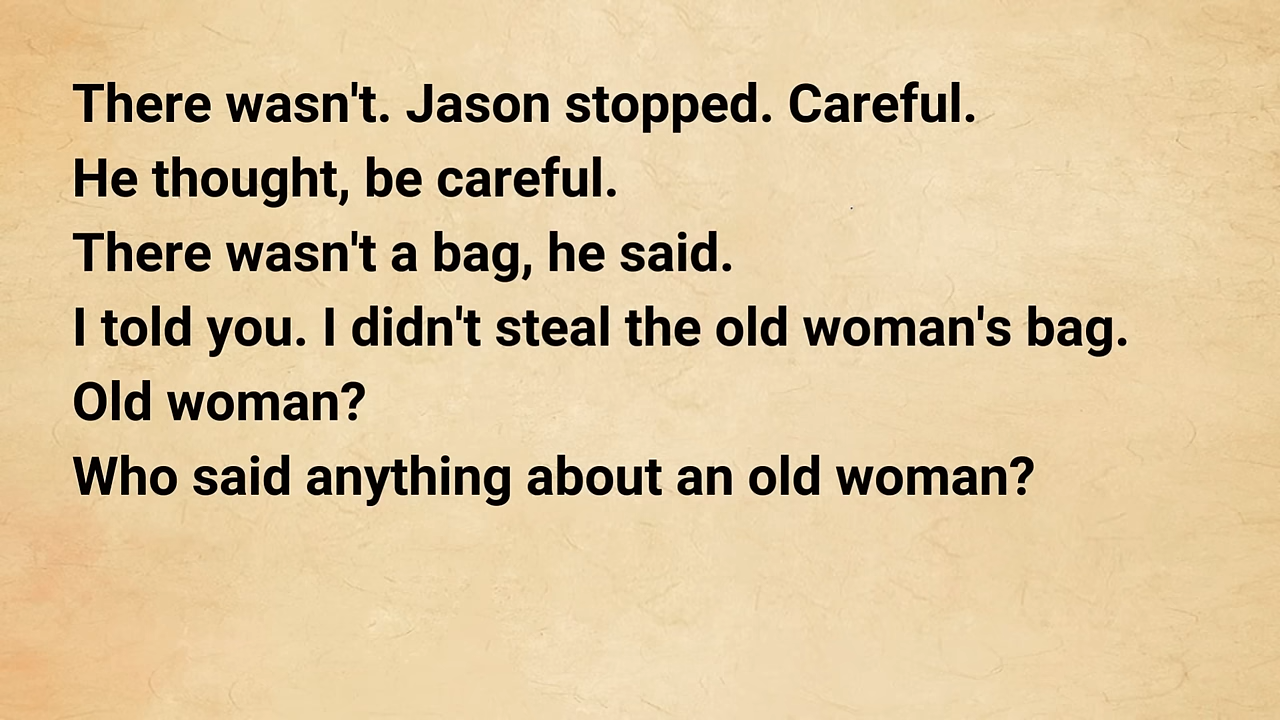 There wasn't. Jason stopped. Careful.
He thought, be careful.
There wasn't a bag, he said.
I told you. I didn't steal the old woman's bag.
Old woman?
Who said anything about an old woman?